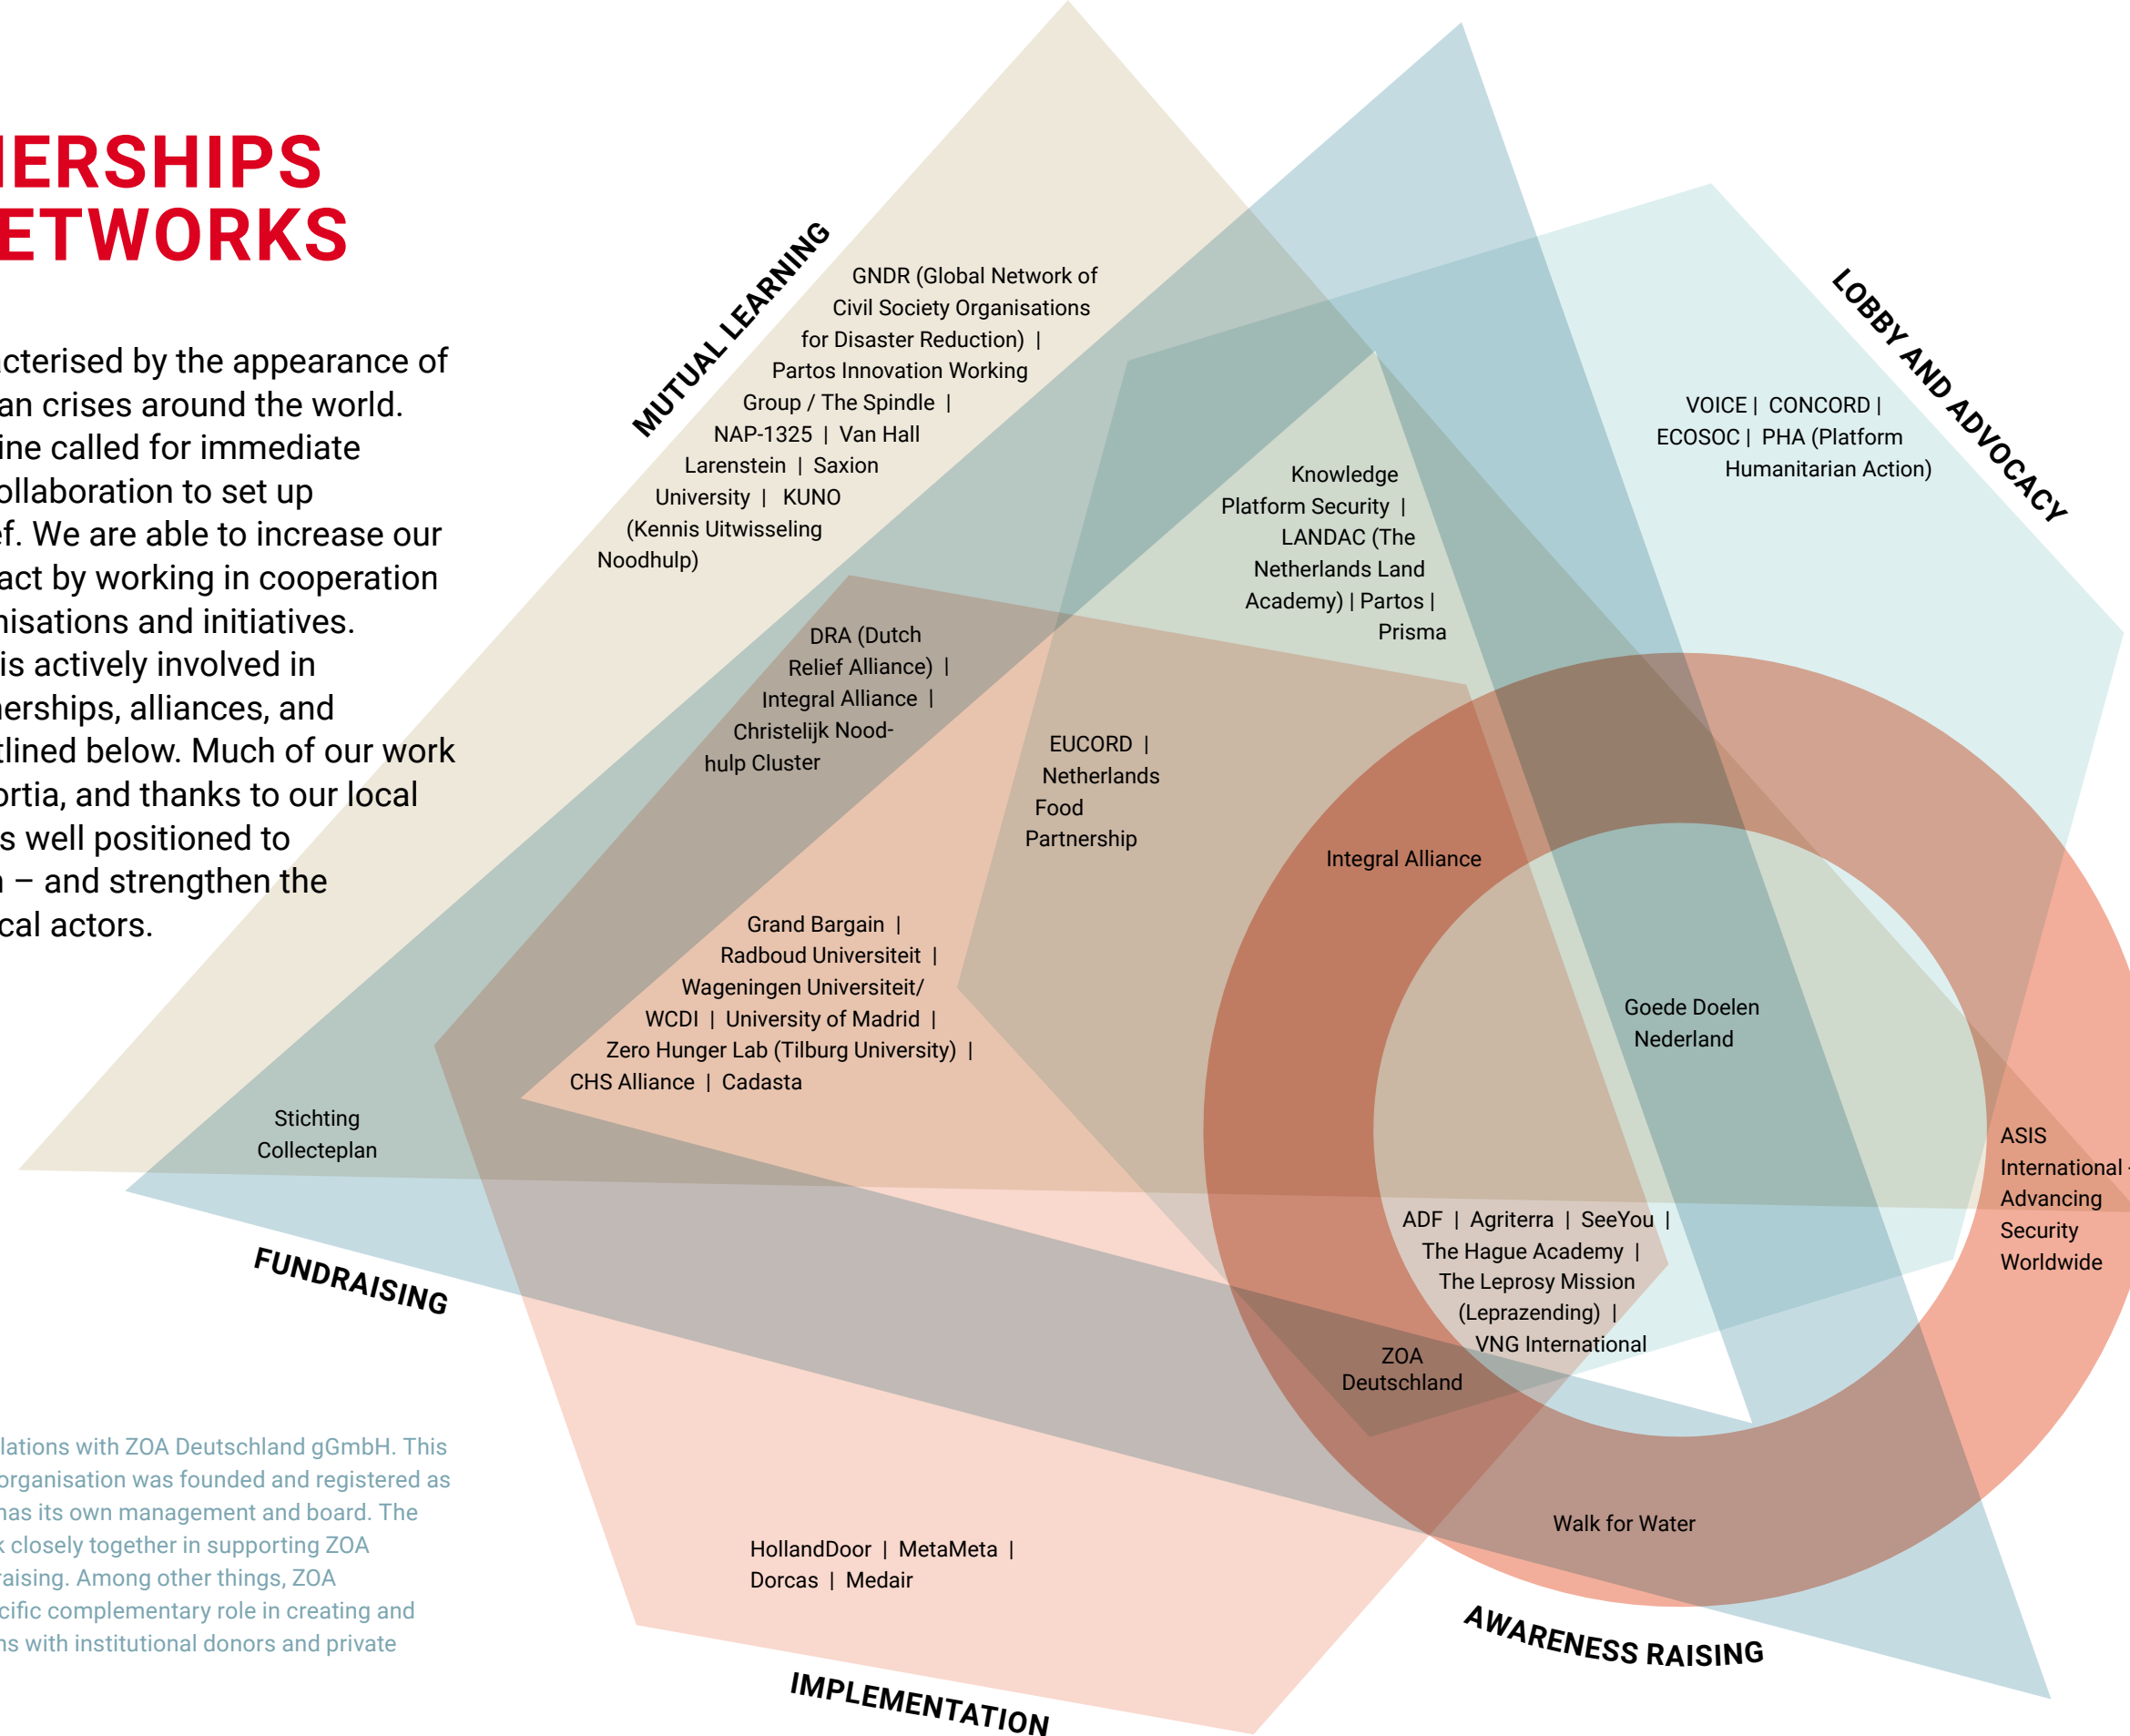 NERSHIPS
ETWORKS
acterised by the appearance of
an crises around the world.
ine called for immediate
ollaboration to set up
ef. We are able to increase our
act by working in cooperation
nisations and initiatives.
is actively involved in
nerships, alliances, and
tlined below. Much of our work
ortia, and thanks to our local
s well positioned to
n – and strengthen the
cal actors.
MUTUAL LEARNING
GNDR (Global Network of
Civil Society Organisations
for Disaster Reduction) |
Partos Innovation Working
Group / The Spindle |
NAP-1325 | Van Hall
Larenstein | Saxion
University | KUNO
(Kennis Uitwisseling
Noodhulp)
LOBBY AND ADVOCACY
VOICE | CONCORD |
ECOSOC | PHA (Platform
Humanitarian Action)
Knowledge
Platform Security |
LANDAC (The
Netherlands Land
Academy) | Partos |
Prisma
DRA (Dutch
Relief Alliance) |
Integral Alliance |
Christelijk Nood-
hulp Cluster
EUCORD |
Netherlands
Food
Partnership
Integral Alliance
Grand Bargain |
Radboud Universiteit |
Wageningen Universiteit/
WCDI | University of Madrid |
Zero Hunger Lab (Tilburg University) |
CHS Alliance | Cadasta
Goede Doelen
Nederland
Stichting
Collecteplan
ASIS
International -
Advancing
Security
Worldwide
ADF | Agriterra | SeeYou |
The Hague Academy |
The Leprosy Mission
(Leprazending) |
VNG International
ZOA
Deutschland
FUNDRAISING
Walk for Water
HollandDoor | MetaMeta |
Dorcas | Medair
AWARENESS RAISING
IMPLEMENTATION
lations with ZOA Deutschland gGmbH. This
organisation was founded and registered as
has its own management and board. The
k closely together in supporting ZOA
raising. Among other things, ZOA
cific complementary role in creating and
ns with institutional donors and private